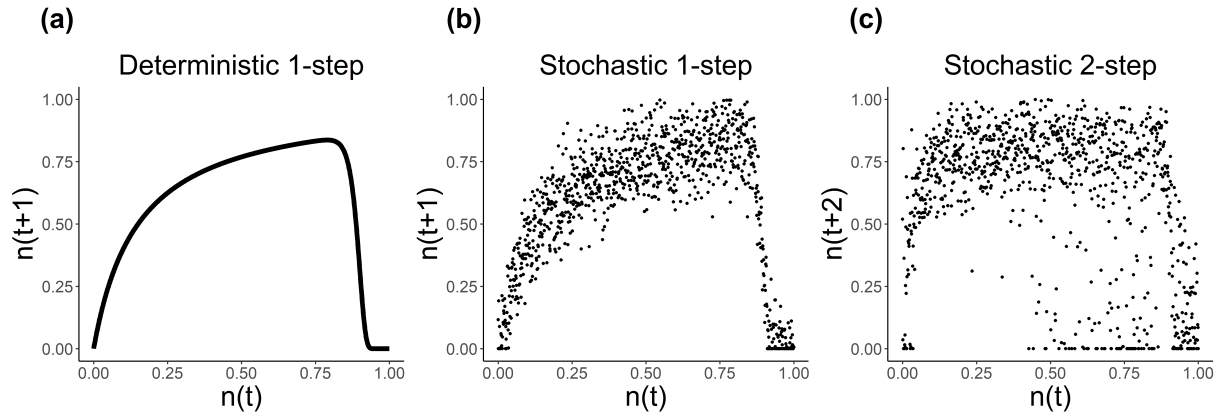 (a)
Deterministic 1-step
n(t+1)
1.00
0.75
0.50
0.25
0.00
0.00 0.25 0.50 0.75 1.00
n(t)
(b)
Stochastic 1-step
n(t+1)
1.00
0.75
0.50
0.25
0.00
0.00 0.25 0.50 0.75 1.00
n(t)
(c)
Stochastic 2-step
n(t+2)
1.00
0.75
0.50
0.25
0.00
0.00 0.25 0.50 0.75 1.00
n(t)